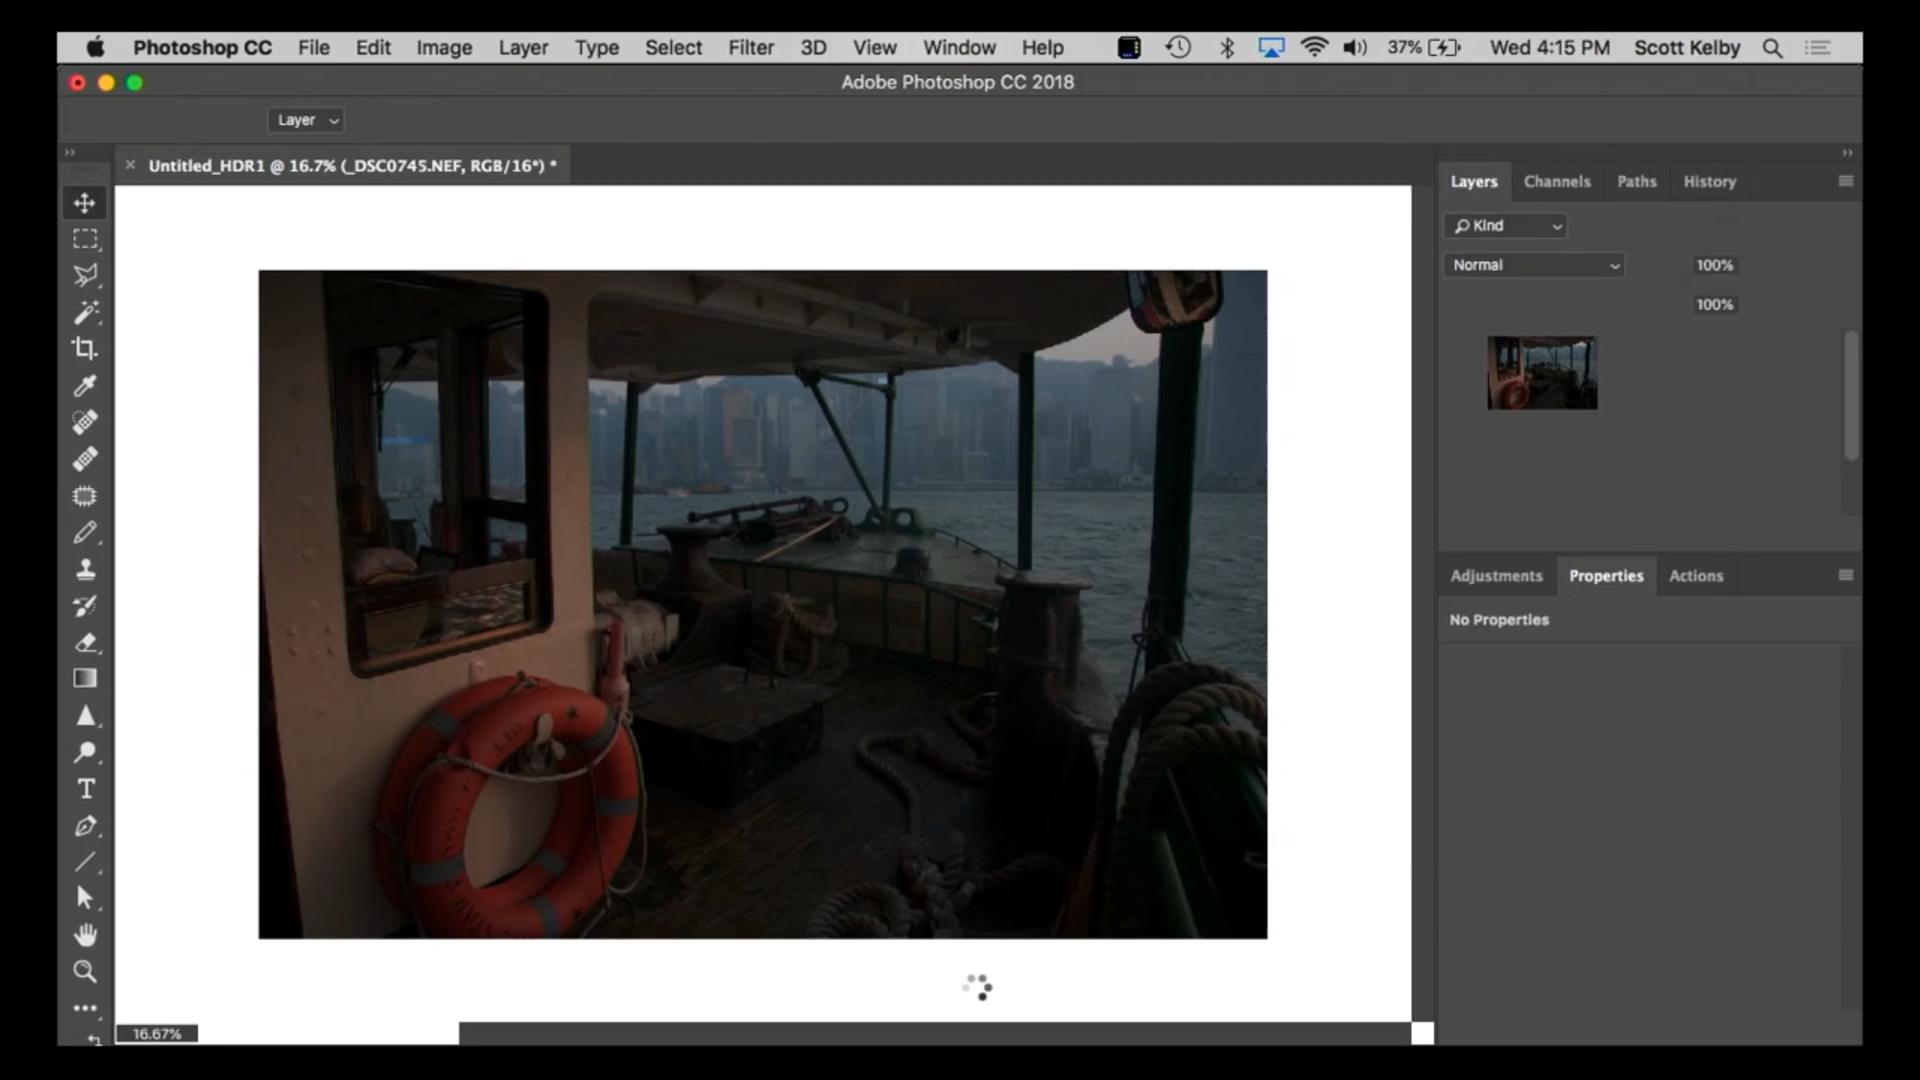 Photoshop CC File Edit Image Layer Type Select Filter 3D View Window Help 37% Wed 4:15 PM Scott Kelby
Adobe Photoshop CC 2018
Layer
Untitled_HDR1 @ 16.7% (_DSC0745.NEF, RGB/16*) *
Layers Channels Paths History
Kind
Normal 100%
100%
Adjustments Properties Actions
No Properties
16.67%